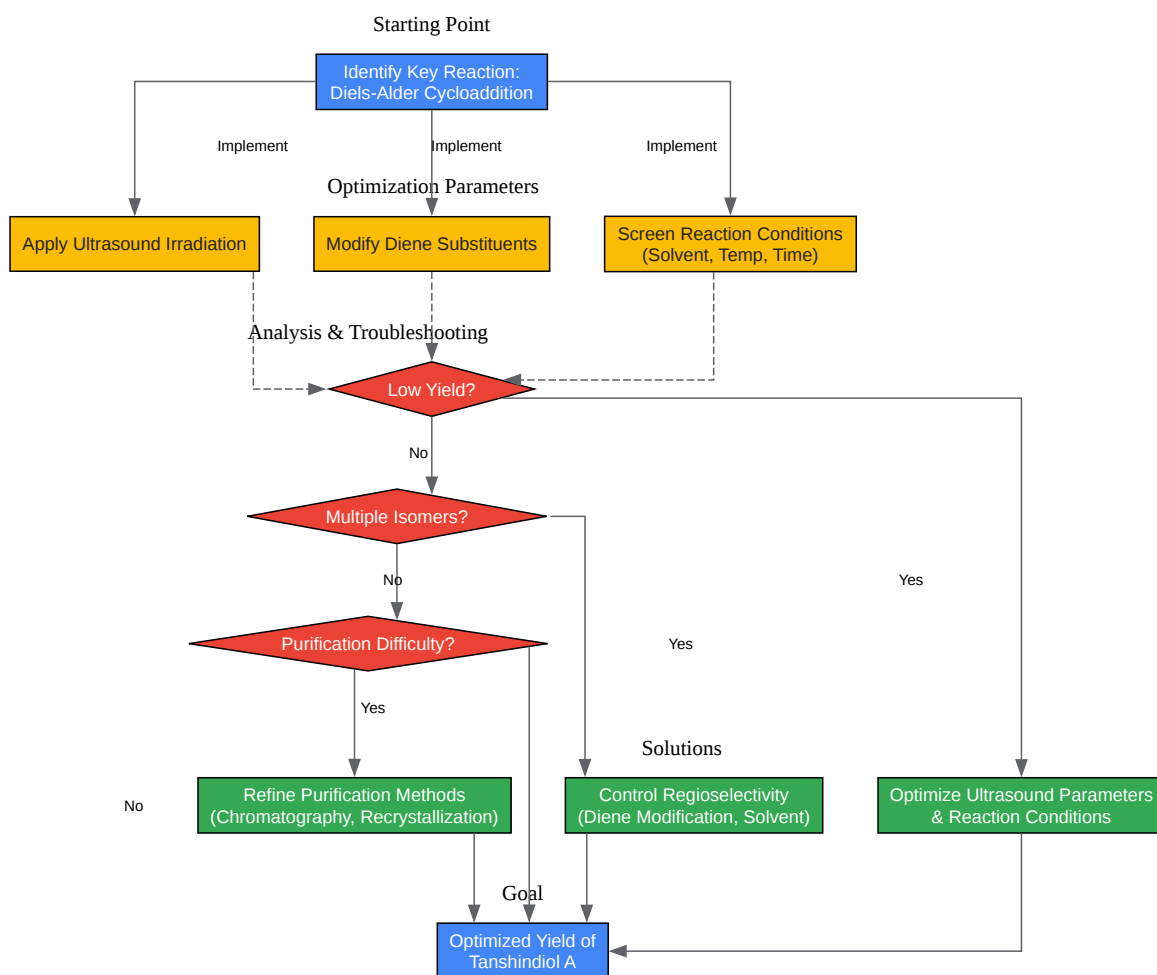 Starting Point
Identify Key Reaction:
Diels-Alder Cycloaddition
Implement
Implement
Implement
Optimization Parameters
Apply Ultrasound Irradiation
Modify Diene Substituents
Screen Reaction Conditions
(Solvent, Temp, Time)
Analysis & Troubleshooting
Low Yield?
No
Multiple Isomers?
No
Yes
Purification Difficulty?
Yes
Yes
Solutions
No
Refine Purification Methods
(Chromatography, Recrystallization)
Control Regioselectivity
(Diene Modification, Solvent)
Optimize Ultrasound Parameters
& Reaction Conditions
Goal
Optimized Yield of
Tanshindiol A